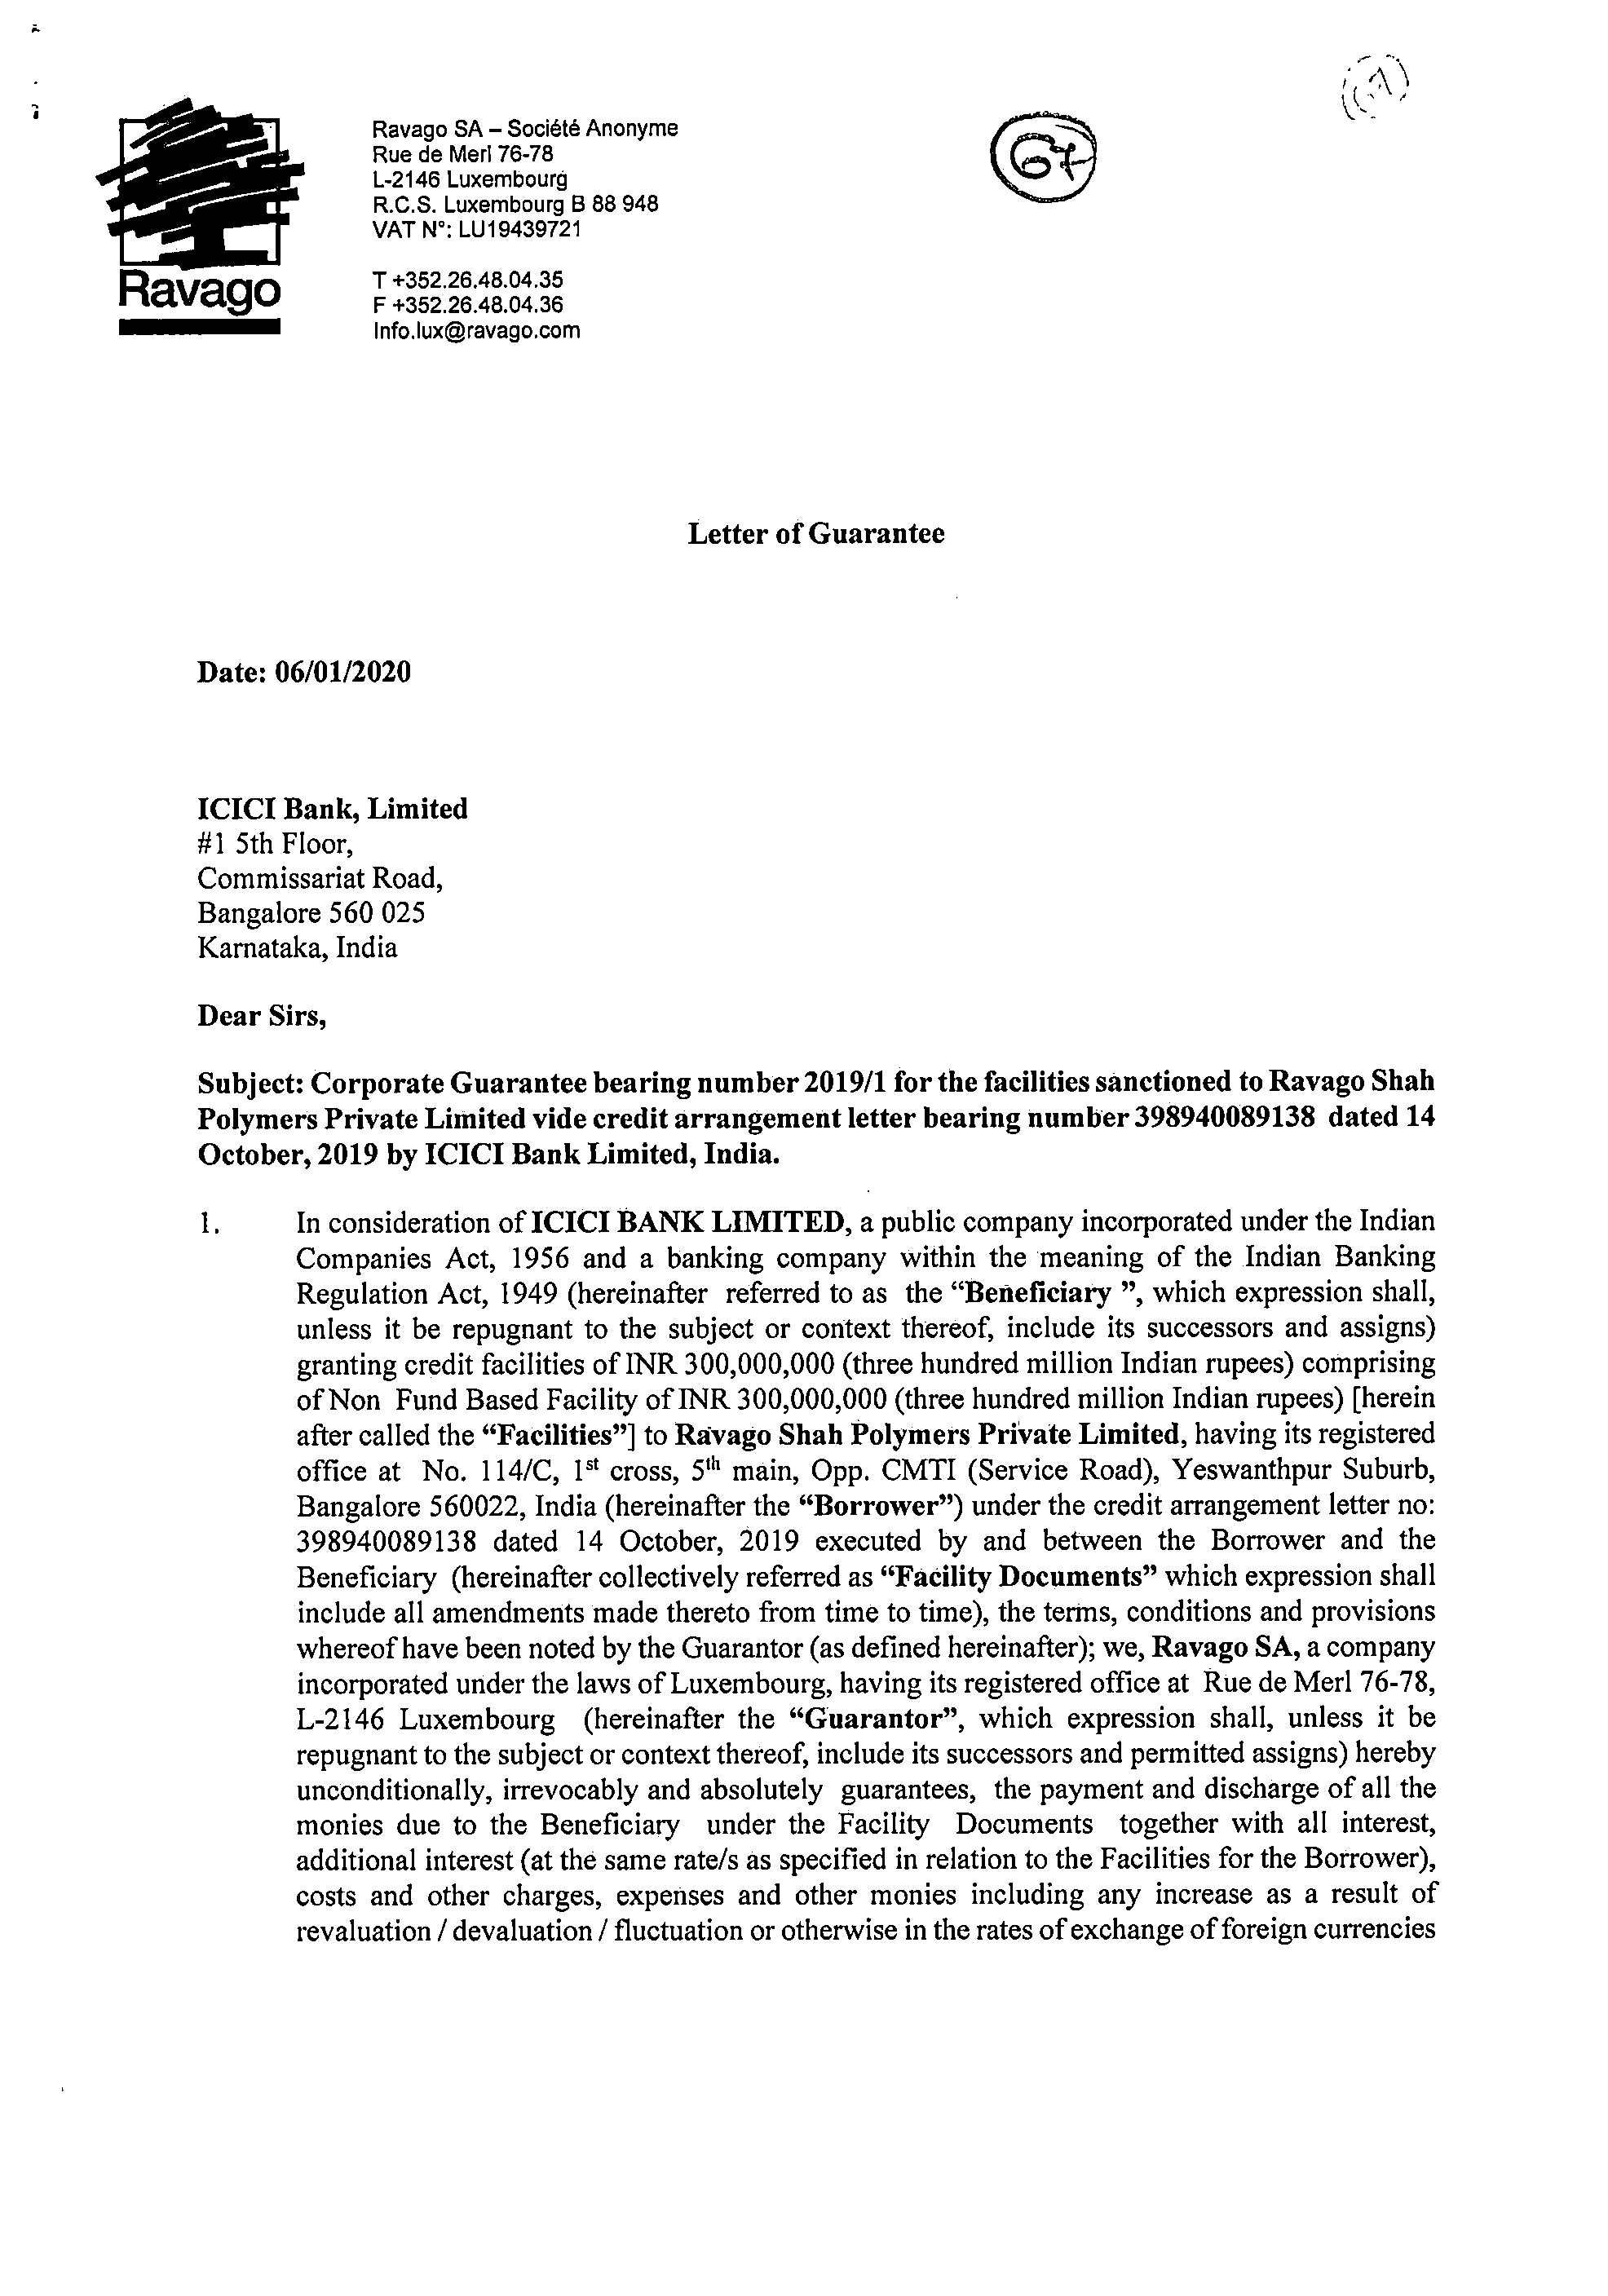 Ravago
Ravago SA – Société Anonyme
Rue de Merl 76-78
L-2146 Luxembourg
R.C.S. Luxembourg B 88 948
VAT N°: LU19439721
T +352.26.48.04.35
F +352.26.48.04.36
Info.lux@ravago.com
67
Letter of Guarantee
Date: 06/01/2020
ICICI Bank, Limited
#1 5th Floor,
Commissariat Road,
Bangalore 560 025
Karnataka, India
Dear Sirs,
Subject: Corporate Guarantee bearing number 2019/1 for the facilities sanctioned to Ravago Shah
Polymers Private Limited vide credit arrangement letter bearing number 398940089138 dated 14
October, 2019 by ICICI Bank Limited, India.
1. In consideration of ICICI BANK LIMITED, a public company incorporated under the Indian
Companies Act, 1956 and a banking company within the meaning of the Indian Banking
Regulation Act, 1949 (hereinafter referred to as the “Beneficiary ”, which expression shall,
unless it be repugnant to the subject or context thereof, include its successors and assigns)
granting credit facilities of INR 300,000,000 (three hundred million Indian rupees) comprising
of Non Fund Based Facility of INR 300,000,000 (three hundred million Indian rupees) [herein
after called the “Facilities”] to Ravago Shah Polymers Private Limited, having its registered
office at No. 114/C, 1st cross, 5th main, Opp. CMTI (Service Road), Yeswanthpur Suburb,
Bangalore 560022, India (hereinafter the “Borrower”) under the credit arrangement letter no:
398940089138 dated 14 October, 2019 executed by and between the Borrower and the
Beneficiary (hereinafter collectively referred as “Facility Documents” which expression shall
include all amendments made thereto from time to time), the terms, conditions and provisions
whereof have been noted by the Guarantor (as defined hereinafter); we, Ravago SA, a company
incorporated under the laws of Luxembourg, having its registered office at Rue de Merl 76-78,
L-2146 Luxembourg (hereinafter the “Guarantor”, which expression shall, unless it be
repugnant to the subject or context thereof, include its successors and permitted assigns) hereby
unconditionally, irrevocably and absolutely guarantees, the payment and discharge of all the
monies due to the Beneficiary under the Facility Documents together with all interest,
additional interest (at the same rate/s as specified in relation to the Facilities for the Borrower),
costs and other charges, expenses and other monies including any increase as a result of
revaluation / devaluation / fluctuation or otherwise in the rates of exchange of foreign currencies